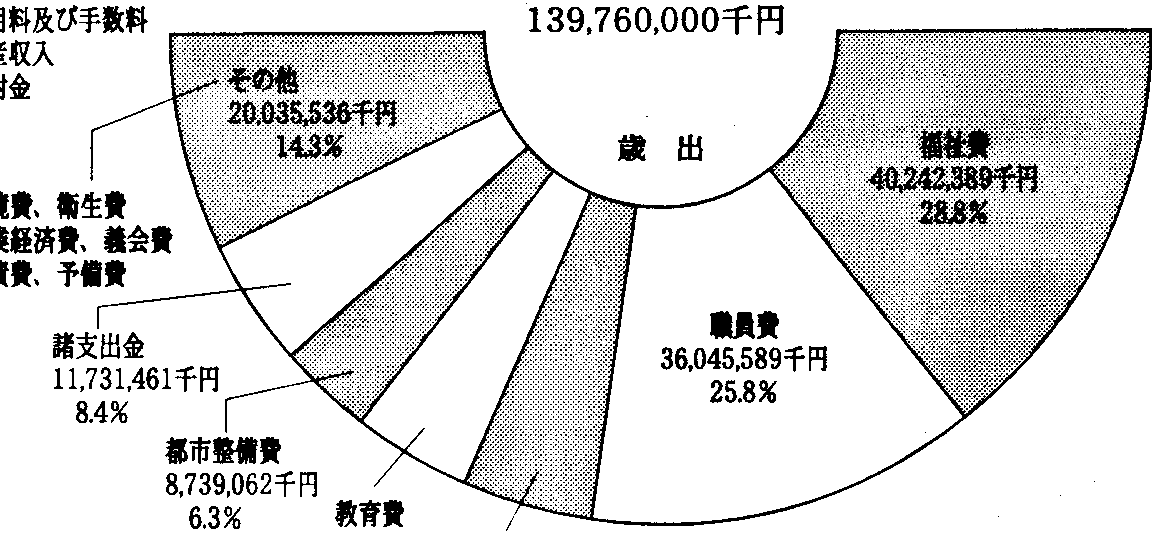 料及び手数料
収入
金
139,760,000千円
歳 出
その他
20,035,536千円
14.3%
福祉費
40,242,389千円
28.8%
費、衛生費
経済費、義会費
費、予備費
職員費
36,045,589千円
25.8%
諸支出金
11,731,461千円
8.4%
都市整備費
8,739,062千円
6.3%
教育費